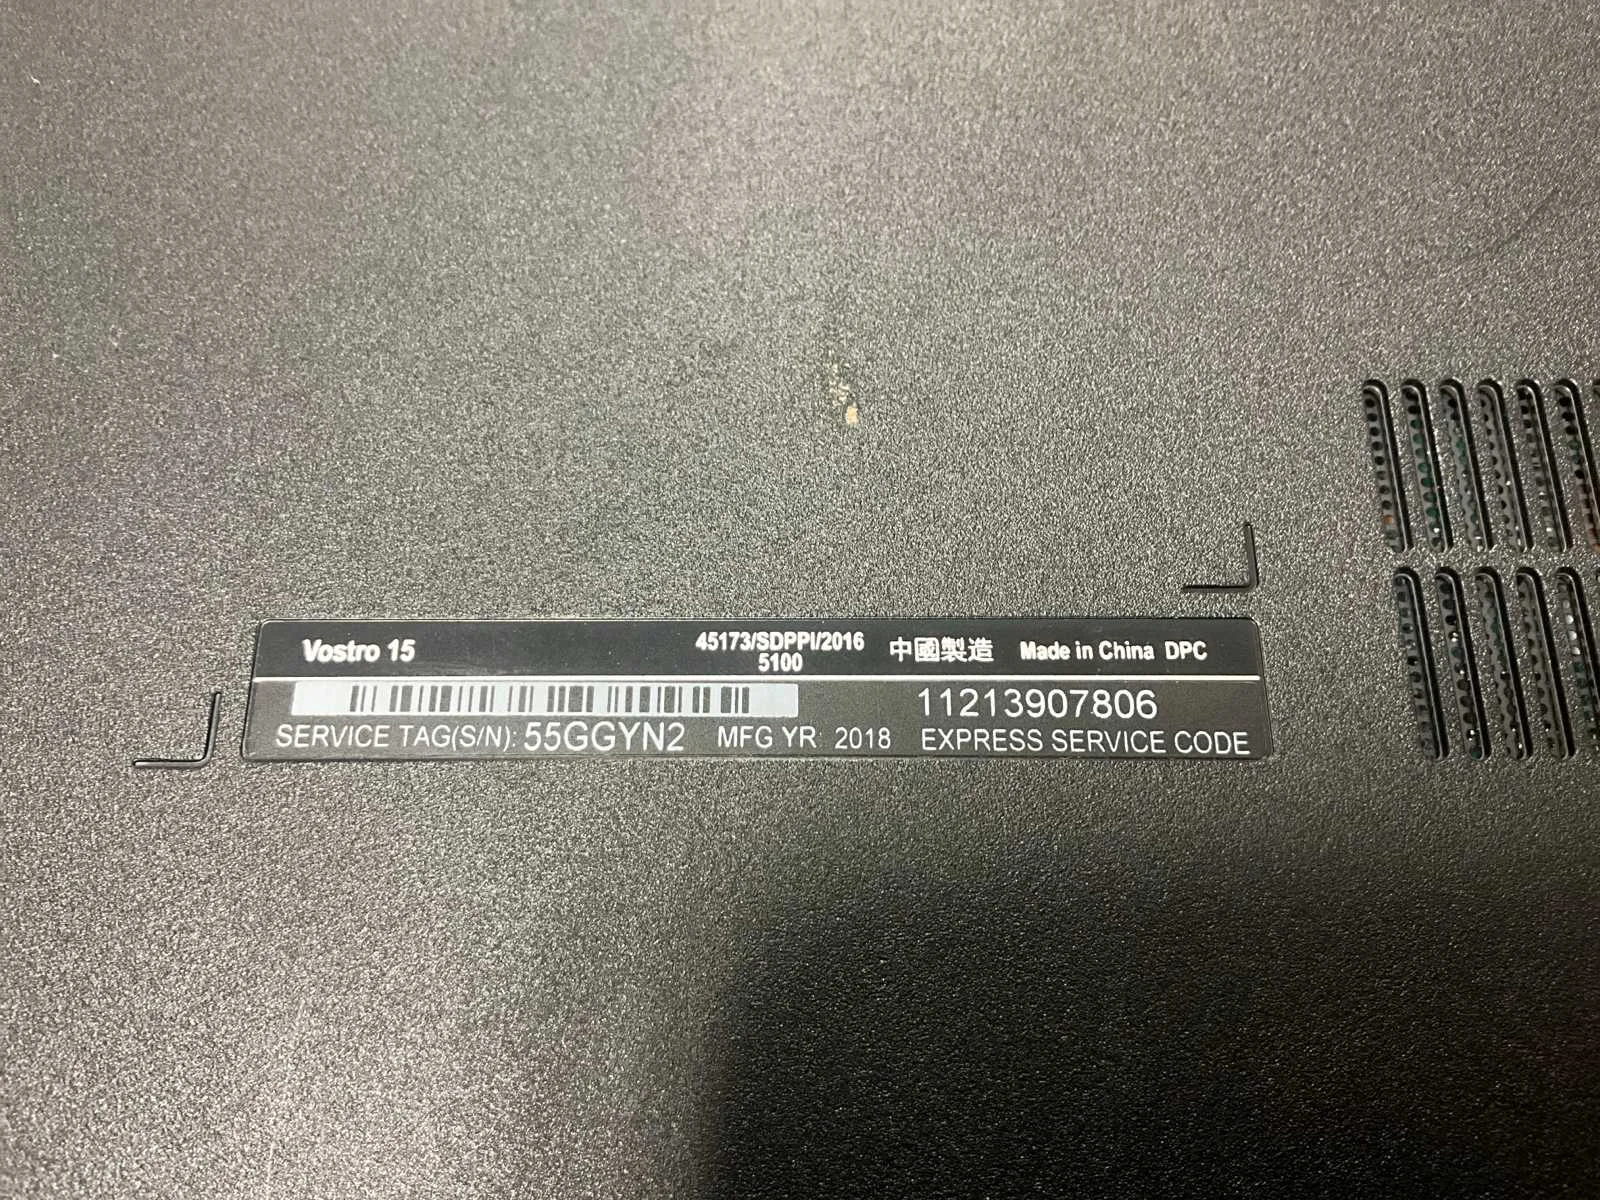 Vostro 15
45173/SDPPI/2016
5100
中國製造 Made in China DPC
11213907806
SERVICE TAG(S/N): 55GGYN2 MFG YR 2018 EXPRESS SERVICE CODE